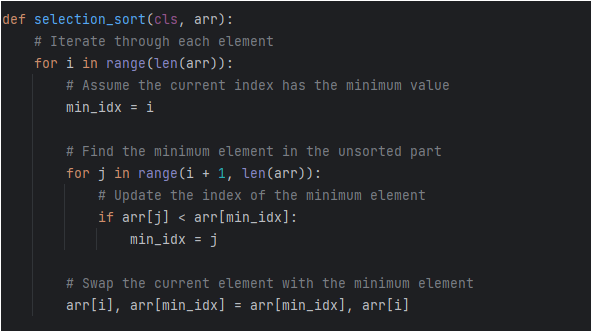 def selection_sort(cls, arr):
    # Iterate through each element
    for i in range(len(arr)):
        # Assume the current index has the minimum value
        min_idx = i

        # Find the minimum element in the unsorted part
        for j in range(i + 1, len(arr)):
            # Update the index of the minimum element
            if arr[j] < arr[min_idx]:
                min_idx = j

        # Swap the current element with the minimum element
        arr[i], arr[min_idx] = arr[min_idx], arr[i]